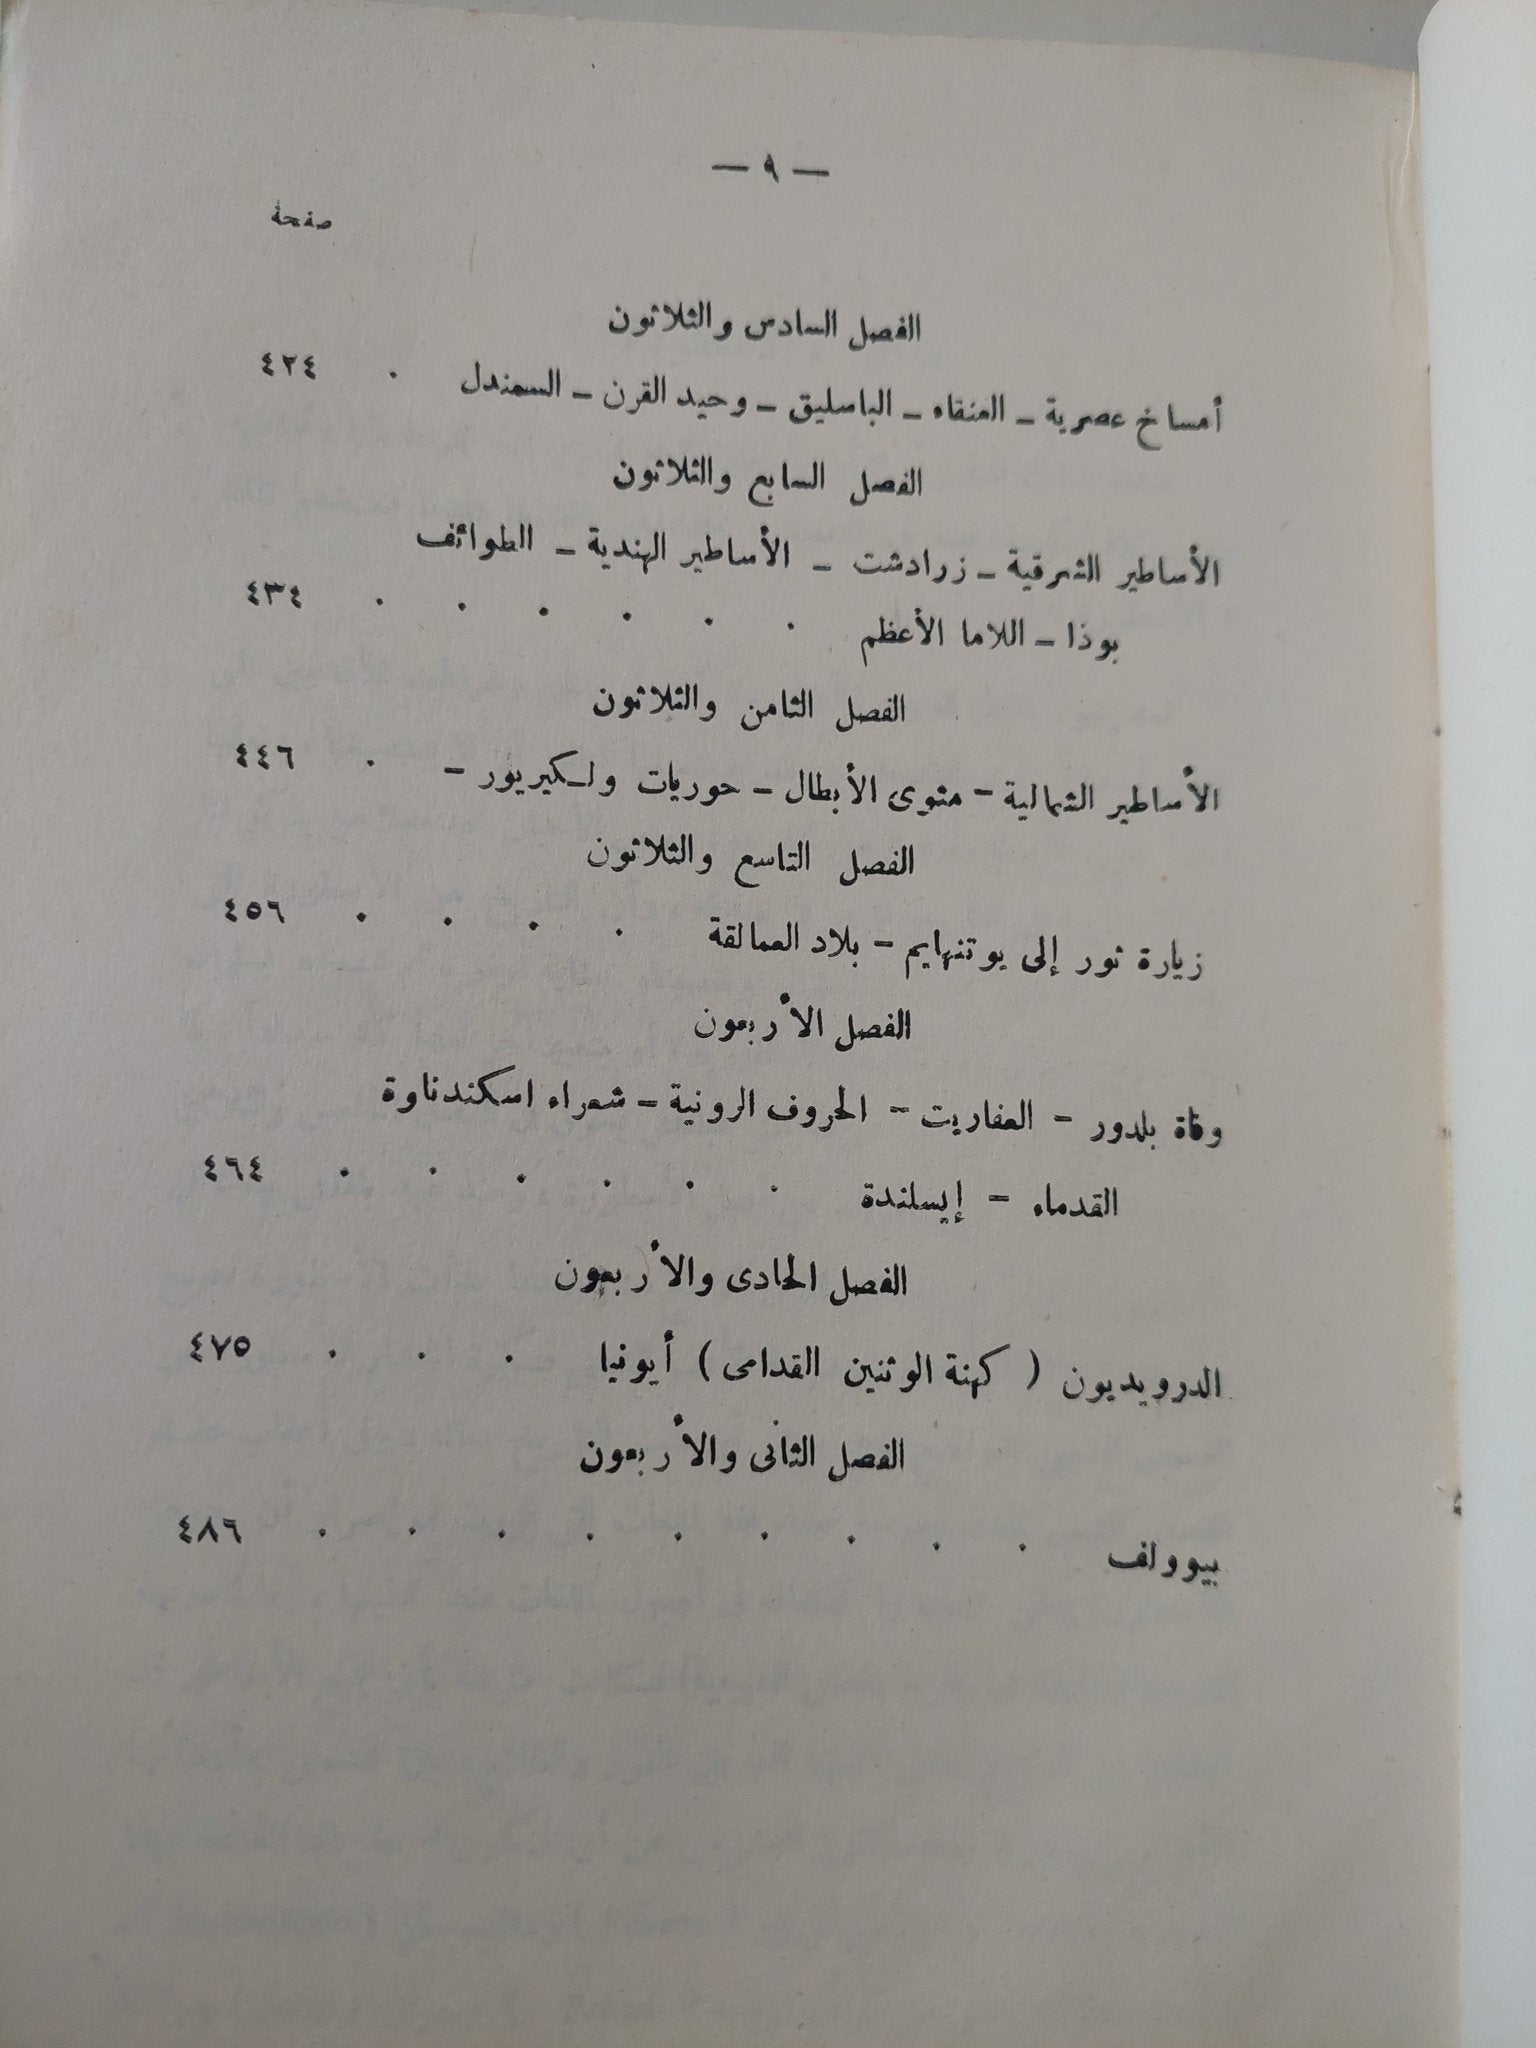 — ٩ —
صفحة
الفصل السادس والثلاثون
أمساخ عصرية – العنقاء – الباسليق – وحيد القرن – السمندل . ٤٢٤
الفصل السابع والثلاثون
الأساطير الشرقية – زرادشت – الأساطير الهندية – الطوائف
بوذا – اللاما الأعظم . . . . . . ٤٣٤
الفصل الثامن والثلاثون
الأساطير الشمالية – مثوى الأبطال – حوريات ولكيريور – . ٤٤٦
الفصل التاسع والثلاثون
زيارة ثور إلى يوتنهايم – بلاد العمالقة . . . . ٤٥٦
الفصل الأربعون
وفاة بلدور – العفاريت – الحروف الرونية – شعراء اسكندناوة
القدماء – إيسلندة . . . . . . ٤٦٤
الفصل الحادى والأربعون
الدرويديون ( كهنة الوثنين القدامى ) أيونيا . . . ٤٧٥
الفصل الثانى والأربعون
بيوولف . . . . . . . . . ٤٨٦